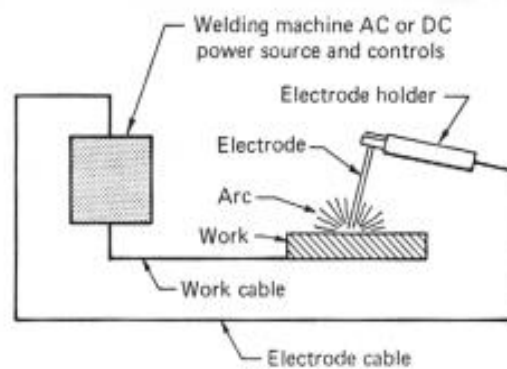 Welding machine AC or DC
power source and controls
Electrode holder
Electrode
Arc
Work
Work cable
Electrode cable